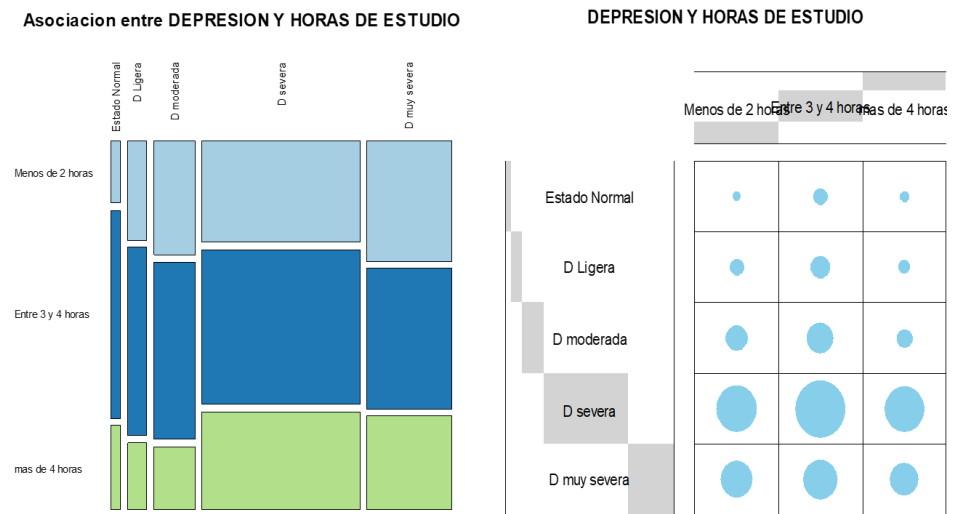 Asociacion entre DEPRESION Y HORAS DE ESTUDIO
Estado Normal
D Ligera
D moderada
D severa
D muy severa
Menos de 2 horas
Entre 3 y 4 horas
mas de 4 horas
DEPRESION Y HORAS DE ESTUDIO
Menos de 2 horas
Entre 3 y 4 horas
mas de 4 horas
Estado Normal
D Ligera
D moderada
D severa
D muy severa